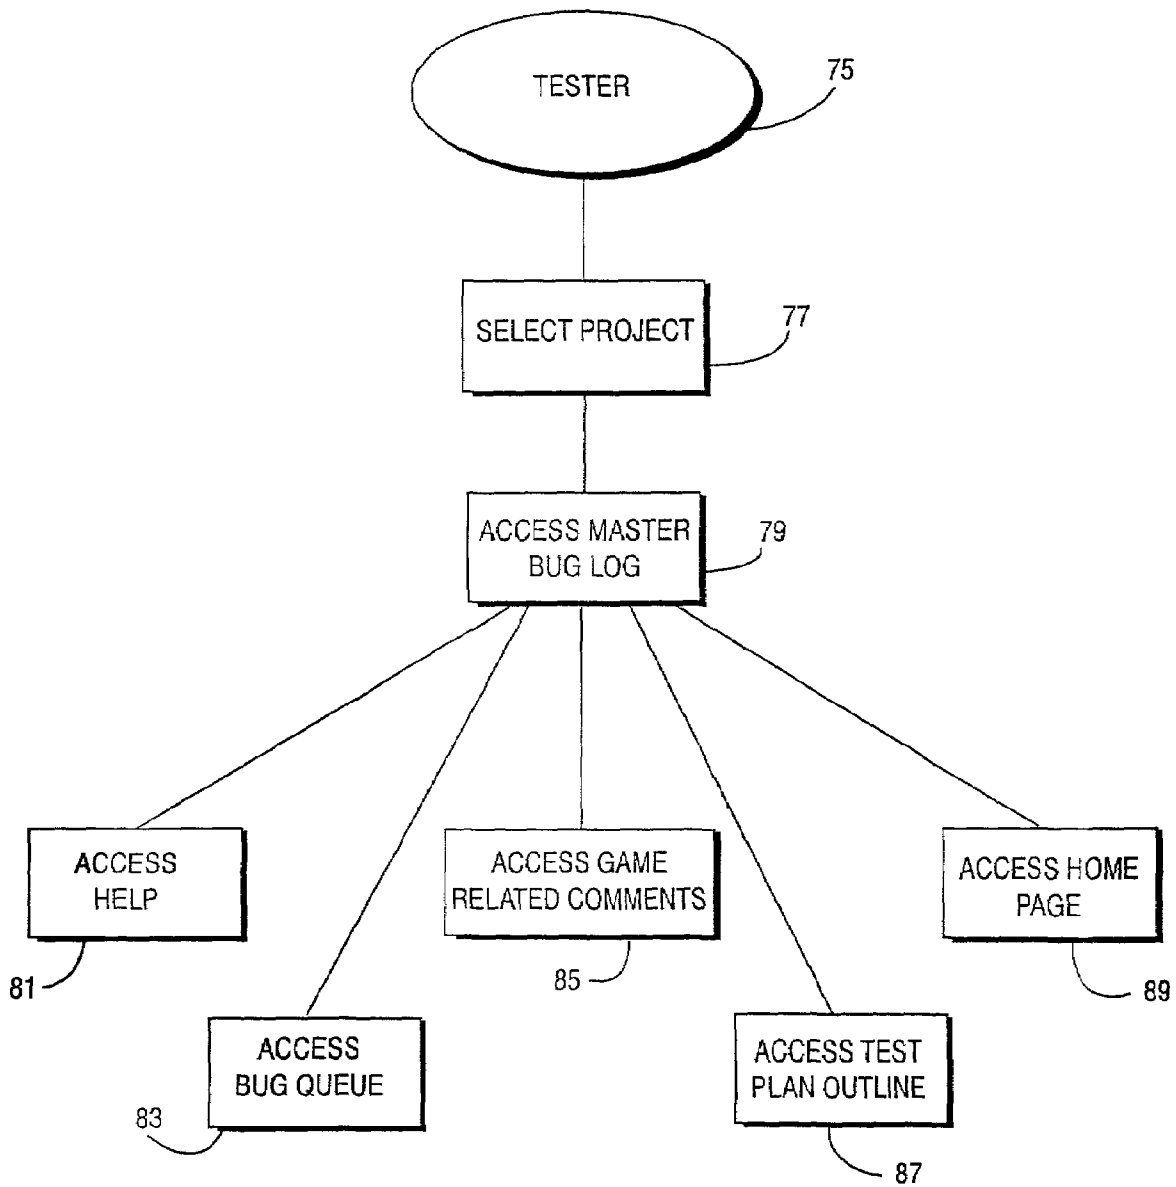 TESTER
75
SELECT PROJECT
77
ACCESS MASTER
BUG LOG
79
ACCESS
HELP
81
ACCESS
BUG QUEUE
83
ACCESS GAME
RELATED COMMENTS
85
ACCESS TEST
PLAN OUTLINE
87
ACCESS HOME
PAGE
89